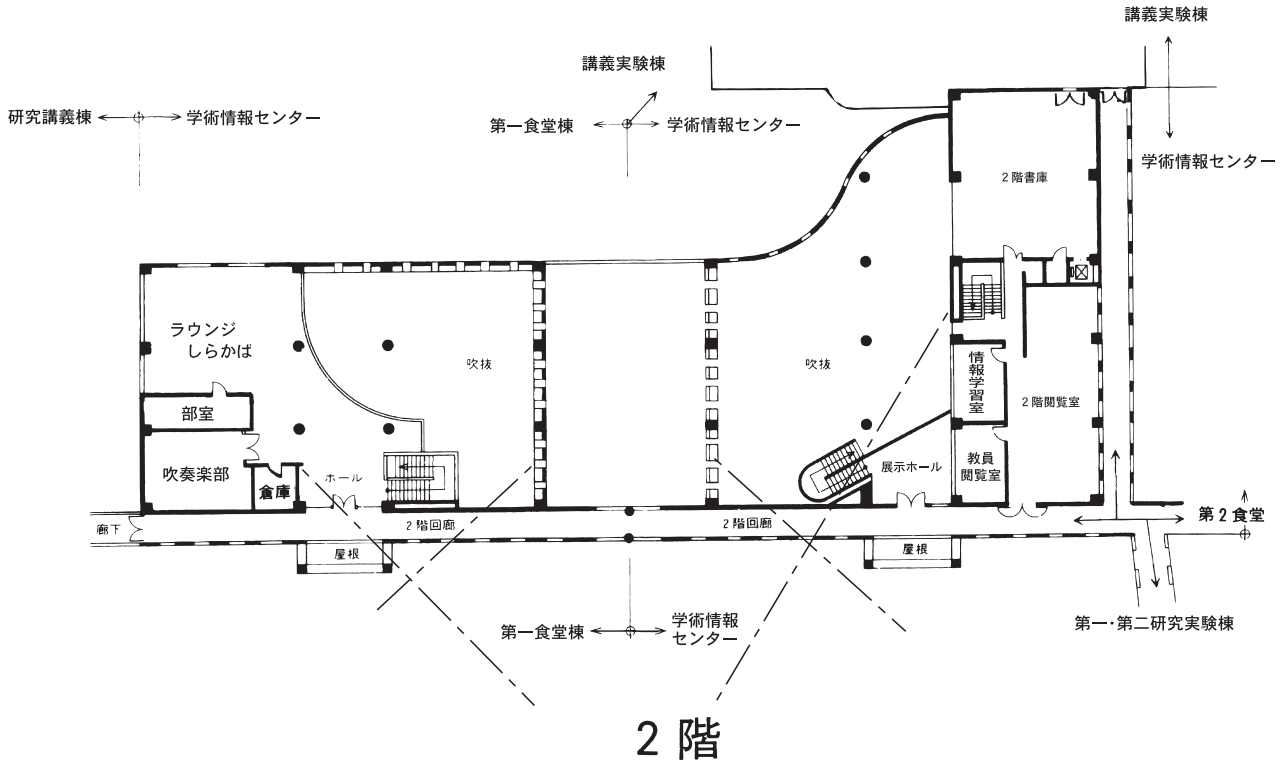 講義実験棟
講義実験棟
研究講義棟
学術情報センター
第一食堂棟
学術情報センター
学術情報センター
2階書庫
ラウンジ
しらかば
吹抜
吹抜
情報学習室
2階閲覧室
部室
吹奏楽部
倉庫
ホール
展示ホール
教員
閲覧室
廊下
2階回廊
2階回廊
第2食堂
屋根
屋根
第一食堂棟
学術情報
センター
第一・第二研究実験棟
2階